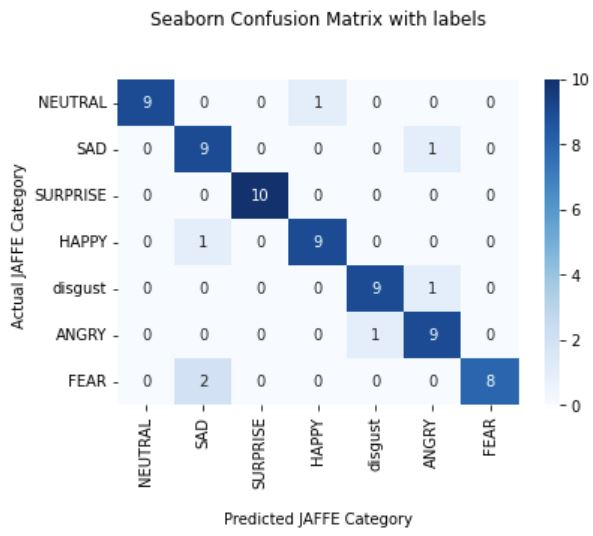 Seaborn Confusion Matrix with labels
Actual JAFFE Category
NEUTRAL 9 0 0 1 0 0 0
SAD 0 9 0 0 0 1 0
SURPRISE 0 0 10 0 0 0 0
HAPPY 0 1 0 9 0 0 0
disgust 0 0 0 0 9 1 0
ANGRY 0 0 0 0 1 9 0
FEAR 0 2 0 0 0 0 8
NEUTRAL SAD SURPRISE HAPPY disgust ANGRY FEAR
Predicted JAFFE Category
10
8
6
4
2
0